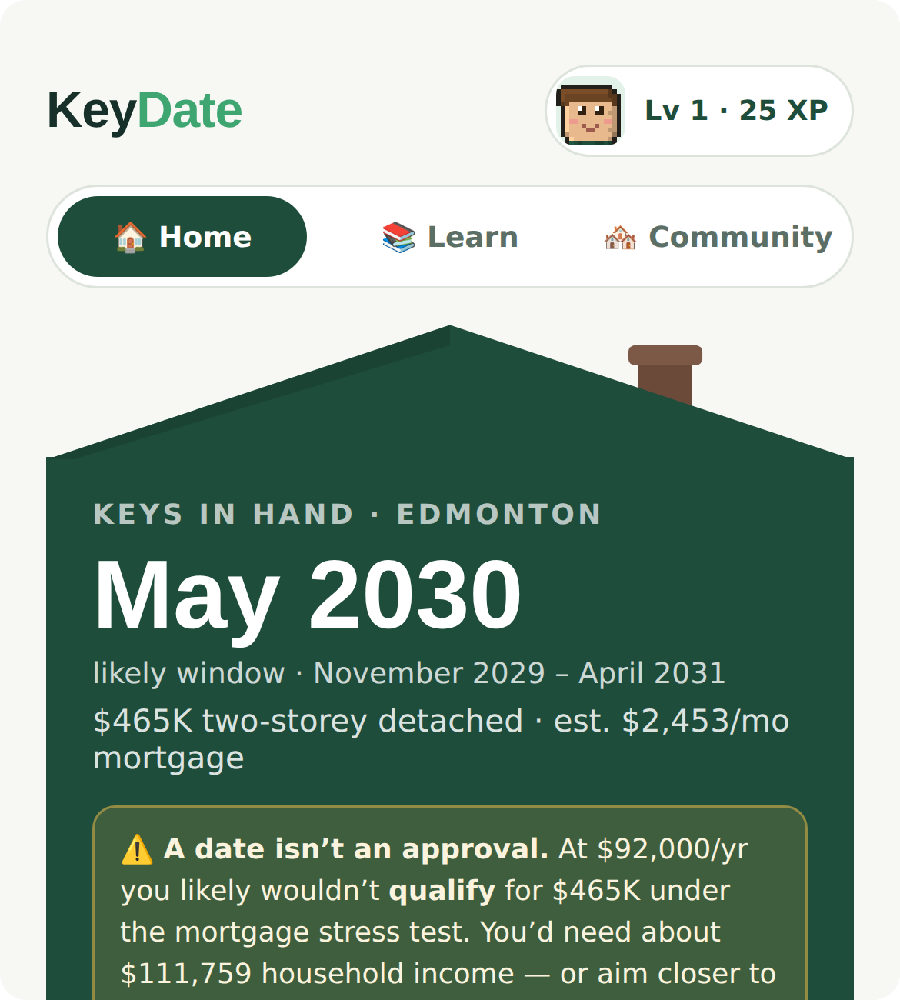 KeyDate
Lv 1 · 25 XP
🏠 Home
📚 Learn
🏘️ Community
KEYS IN HAND · EDMONTON
May 2030
likely window · November 2029 – April 2031
$465K two-storey detached · est. $2,453/mo
mortgage
⚠️ A date isn’t an approval. At $92,000/yr
you likely wouldn’t qualify for $465K under
the mortgage stress test. You’d need about
$111,759 household income — or aim closer to